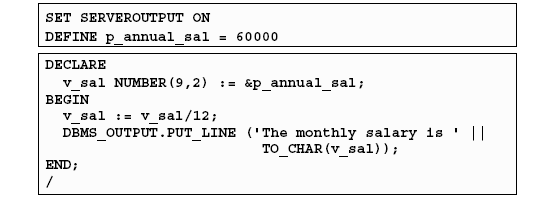 SET SERVEROUTPUT ON
DEFINE p_annual_sal = 60000
DECLARE
  v_sal NUMBER(9,2) := &p_annual_sal;
BEGIN
  v_sal := v_sal/12;
  DBMS_OUTPUT.PUT_LINE ('The monthly salary is ' ||
                        TO_CHAR(v_sal));
END;
/